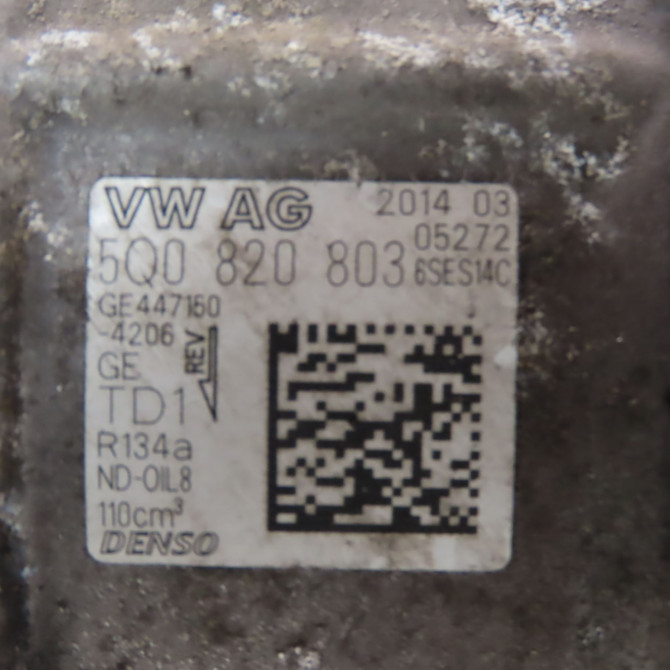 VW AG 2014 03
05272
5Q0 820 803 6SES14C
GE447160
-4206
REV
GE
TD1
R134a
ND-OIL8
110cm³
DENSO